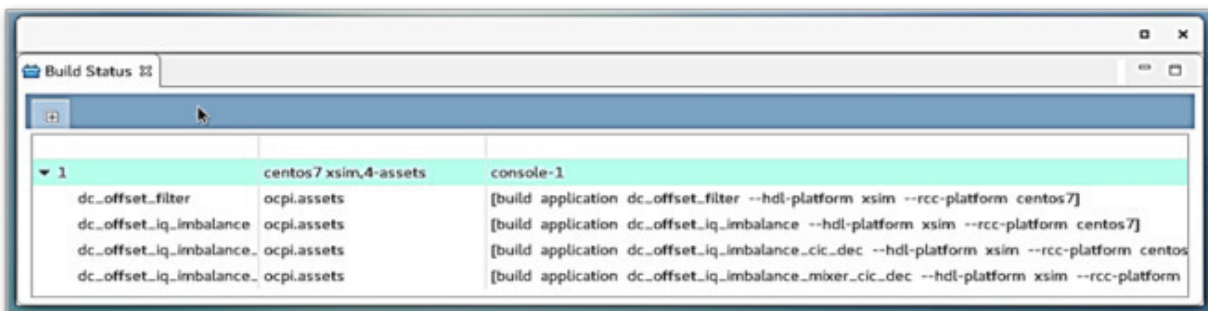 Build Status
1 centos7 xsim,4-assets console-1
dc_offset_filter ocpi.assets [build application dc_offset_filter --hdl-platform xsim --rcc-platform centos7]
dc_offset_iq_imbalance ocpi.assets [build application dc_offset_iq_imbalance --hdl-platform xsim --rcc-platform centos7]
dc_offset_iq_imbalance_ ocpi.assets [build application dc_offset_iq_imbalance_cic_dec --hdl-platform xsim --rcc-platform centos
dc_offset_iq_imbalance_ ocpi.assets [build application dc_offset_iq_imbalance_mixer_cic_dec --hdl-platform xsim --rcc-platform